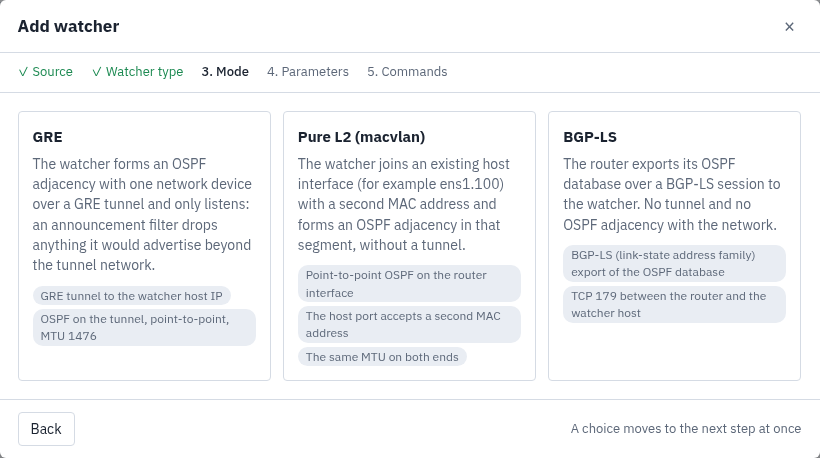 Add watcher
×
✓ Source ✓ Watcher type 3. Mode 4. Parameters 5. Commands
GRE
The watcher forms an OSPF
adjacency with one network device
over a GRE tunnel and only listens:
an announcement filter drops
anything it would advertise beyond
the tunnel network.
GRE tunnel to the watcher host IP
OSPF on the tunnel, point-to-point,
MTU 1476
Pure L2 (macvlan)
The watcher joins an existing host
interface (for example ens1.100)
with a second MAC address and
forms an OSPF adjacency in that
segment, without a tunnel.
Point-to-point OSPF on the router
interface
The host port accepts a second MAC
address
The same MTU on both ends
BGP-LS
The router exports its OSPF
database over a BGP-LS session to
the watcher. No tunnel and no
OSPF adjacency with the network.
BGP-LS (link-state address family)
export of the OSPF database
TCP 179 between the router and the
watcher host
Back
A choice moves to the next step at once